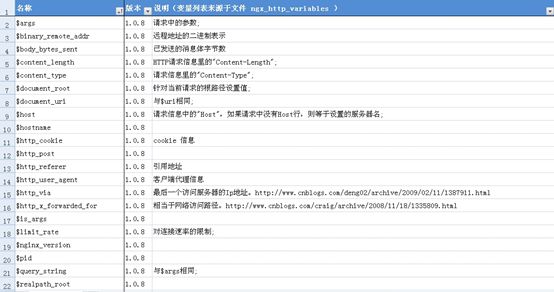 1 名称 版本 说明 （变量列表来源于文件 ngx_http_variables ）
2 $args 1.0.8 请求中的参数;
3 $binary_remote_addr 1.0.8 远程地址的二进制表示
4 $body_bytes_sent 1.0.8 已发送的消息体字节数
5 $content_length 1.0.8 HTTP请求信息里的"Content-Length";
6 $content_type 1.0.8 请求信息里的"Content-Type";
7 $document_root 1.0.8 针对当前请求的根路径设置值;
8 $document_uri 1.0.8 与$uri相同;
9 $host 1.0.8 请求信息中的"Host"，如果请求中没有Host行，则等于设置的服务器名;
10 $hostname 1.0.8
11 $http_cookie 1.0.8 cookie 信息
12 $http_post 1.0.8
13 $http_referer 1.0.8 引用地址
14 $http_user_agent 1.0.8 客户端代理信息
15 $http_via 1.0.8 最后一个访问服务器的Ip地址。http://www.cnblogs.com/deng02/archive/2009/02/11/1387911.html
16 $http_x_forwarded_for 1.0.8 相当于网络访问路径。http://www.cnblogs.com/craig/archive/2008/11/18/1335809.html
17 $is_args 1.0.8
18 $limit_rate 1.0.8 对连接速率的限制;
19 $nginx_version 1.0.8
20 $pid 1.0.8
21 $query_string 1.0.8 与$args相同;
22 $realpath_root 1.0.8